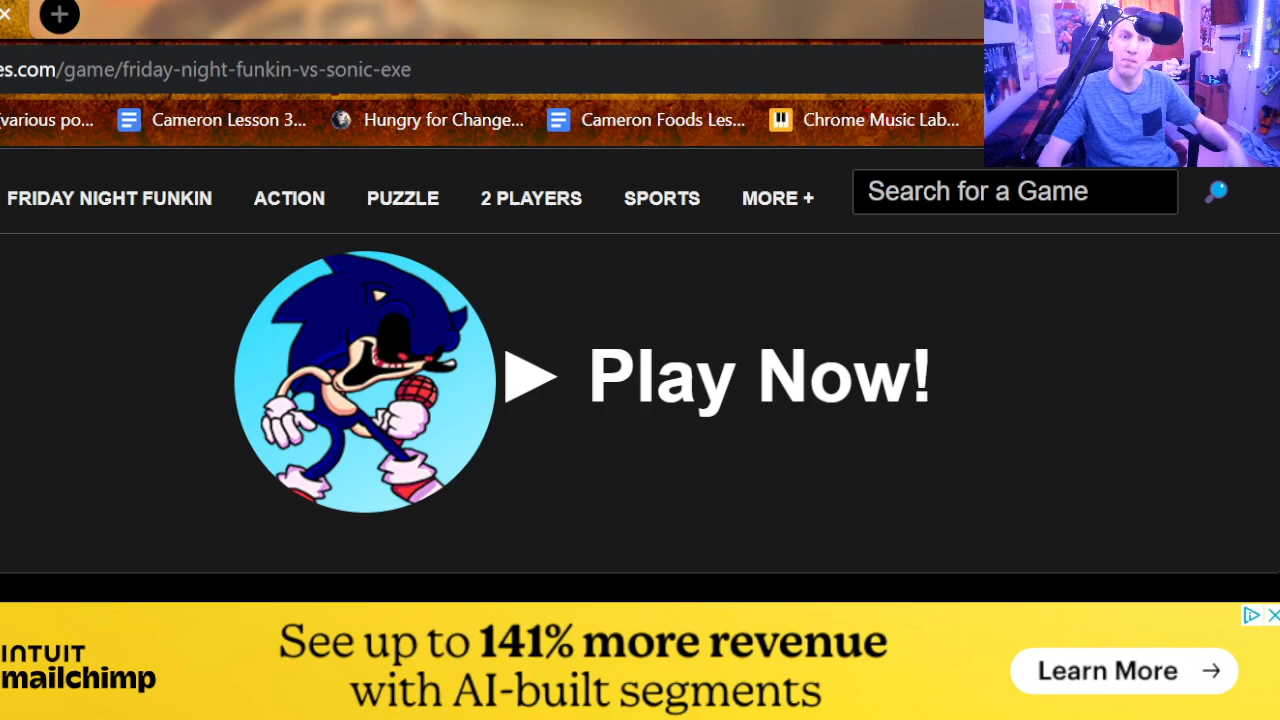 es.com/game/friday-night-funkin-vs-sonic-exe
(various po... Cameron Lesson 3... Hungry for Change... Cameron Foods Les... Chrome Music Lab...
FRIDAY NIGHT FUNKIN ACTION PUZZLE 2 PLAYERS SPORTS MORE + Search for a Game
Play Now!
INTUIT
mailchimp
See up to 141% more revenue
with AI-built segments
Learn More →